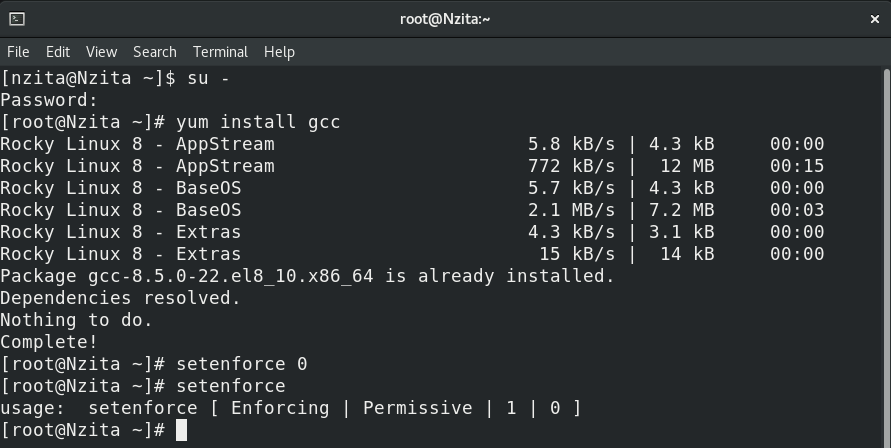 root@Nzita:~
File Edit View Search Terminal Help
[nzita@Nzita ~]$ su -
Password:
[root@Nzita ~]# yum install gcc
Rocky Linux 8 - AppStream 5.8 kB/s | 4.3 kB 00:00
Rocky Linux 8 - AppStream 772 kB/s | 12 MB 00:15
Rocky Linux 8 - BaseOS 5.7 kB/s | 4.3 kB 00:00
Rocky Linux 8 - BaseOS 2.1 MB/s | 7.2 MB 00:03
Rocky Linux 8 - Extras 4.3 kB/s | 3.1 kB 00:00
Rocky Linux 8 - Extras 15 kB/s | 14 kB 00:00
Package gcc-8.5.0-22.el8_10.x86_64 is already installed.
Dependencies resolved.
Nothing to do.
Complete!
[root@Nzita ~]# setenforce 0
[root@Nzita ~]# setenforce
usage:  setenforce [ Enforcing | Permissive | 1 | 0 ]
[root@Nzita ~]#